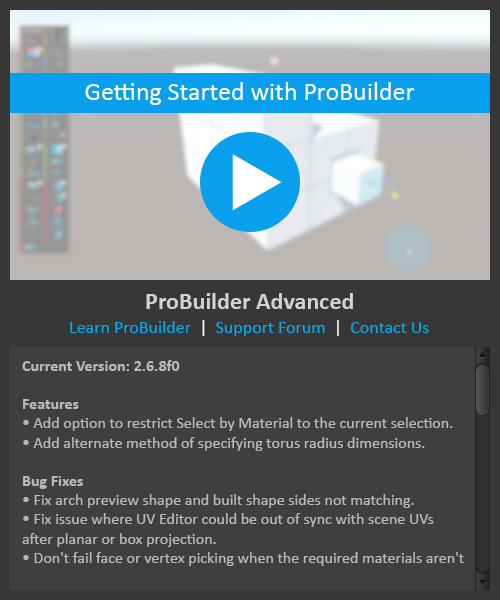 Getting Started with ProBuilder
ProBuilder Advanced
Learn ProBuilder | Support Forum | Contact Us
Current Version: 2.6.8f0
Features
• Add option to restrict Select by Material to the current selection.
• Add alternate method of specifying torus radius dimensions.
Bug Fixes
• Fix arch preview shape and built shape sides not matching.
• Fix issue where UV Editor could be out of sync with scene UVs
after planar or box projection.
• Don't fail face or vertex picking when the required materials aren't